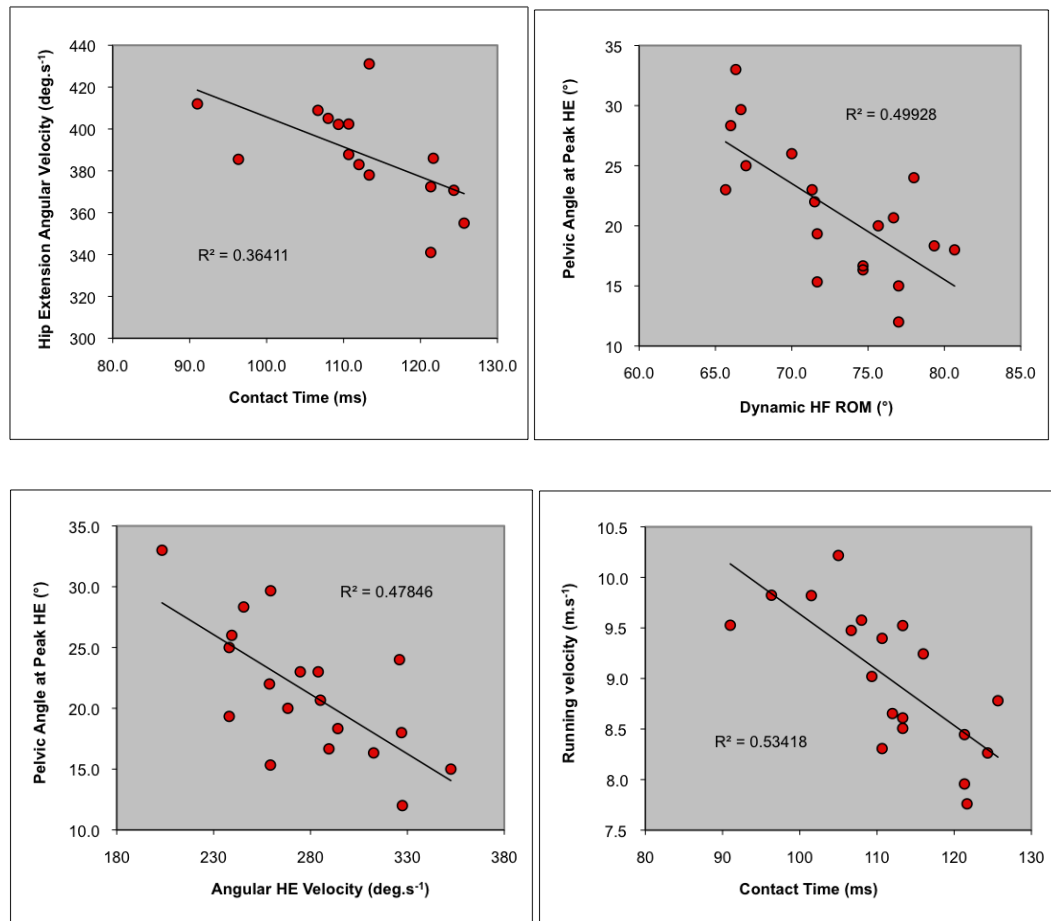 440
420
400
380
360
340
320
300
Hip Extension Angular Velocity (deg.s⁻¹)
R² = 0.36411
80.0 90.0 100.0 110.0 120.0 130.0
Contact Time (ms)
35
30
25
20
15
10
Pelvic Angle at Peak HE (°)
R² = 0.49928
60.0 65.0 70.0 75.0 80.0 85.0
Dynamic HF ROM (°)
35.0
30.0
25.0
20.0
15.0
10.0
Pelvic Angle at Peak HE (°)
R² = 0.47846
180 230 280 330 380
Angular HE Velocity (deg.s⁻¹)
10.5
10.0
9.5
9.0
8.5
8.0
7.5
Running velocity (m.s⁻¹)
R² = 0.53418
80 90 100 110 120 130
Contact Time (ms)